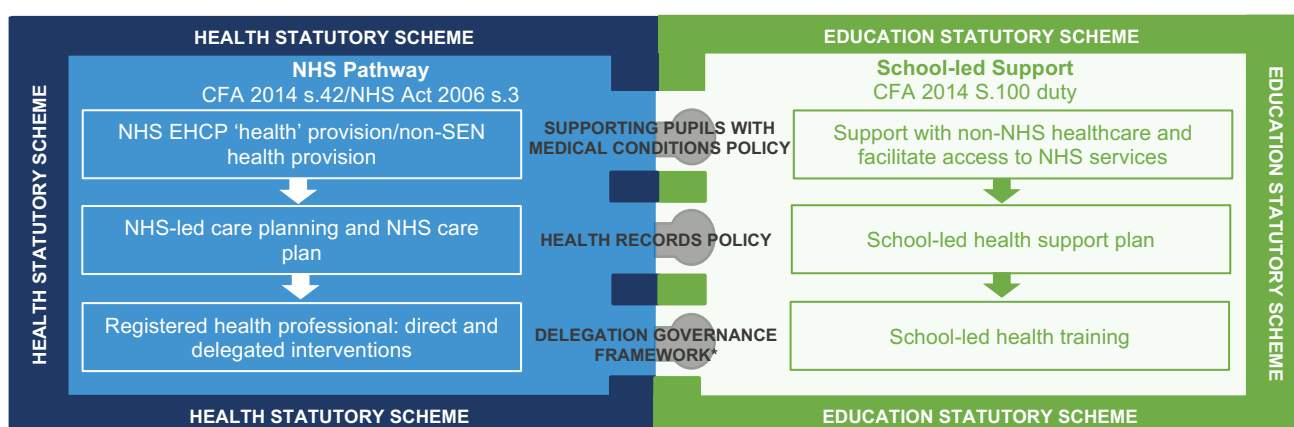 HEALTH STATUTORY SCHEME
EDUCATION STATUTORY SCHEME
HEALTH STATUTORY SCHEME
NHS Pathway
CFA 2014 s.42/NHS Act 2006 s.3
NHS EHCP ‘health’ provision/non-SEN
health provision
NHS-led care planning and NHS care
plan
Registered health professional: direct and
delegated interventions
SUPPORTING PUPILS WITH
MEDICAL CONDITIONS POLICY
HEALTH RECORDS POLICY
DELEGATION GOVERNANCE
FRAMEWORK*
School-led Support
CFA 2014 S.100 duty
Support with non-NHS healthcare and
facilitate access to NHS services
School-led health support plan
School-led health training
EDUCATION STATUTORY SCHEME
HEALTH STATUTORY SCHEME
EDUCATION STATUTORY SCHEME